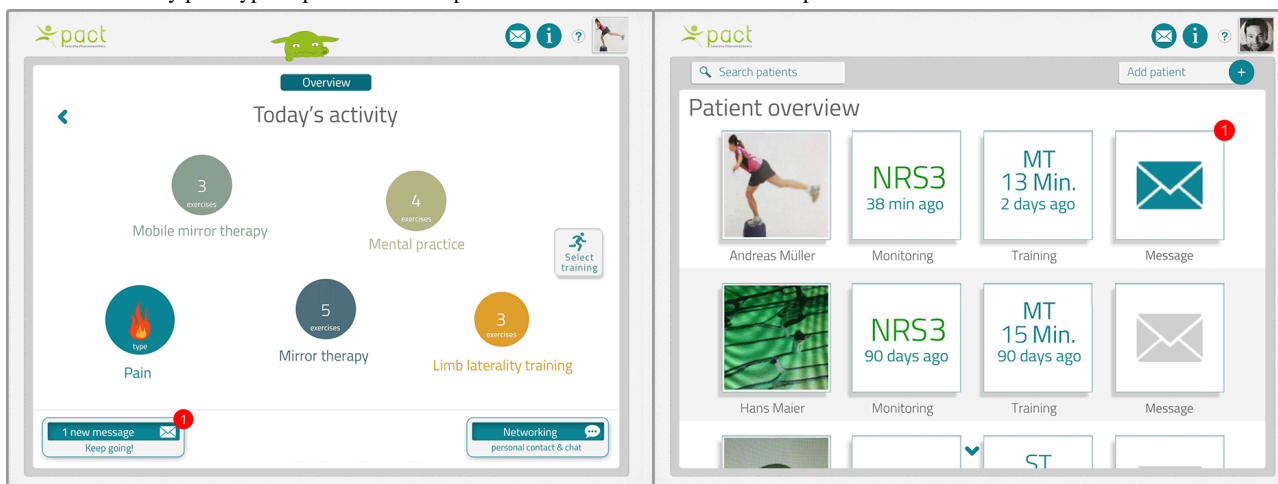 pact
?
Overview
Today's activity
3
exercises
Mobile mirror therapy
4
exercises
Mental practice
Select
training
type
Pain
5
exercises
Mirror therapy
3
exercises
Limb laterality training
1 new message
1
Keep going!
Networking
personal contact & chat
pact
?
Search patients
Add patient
Patient overview
NRS3
38 min ago
MT
13 Min.
2 days ago
1
Andreas Müller
Monitoring
Training
Message
NRS3
90 days ago
MT
15 Min.
90 days ago
Hans Maier
Monitoring
Training
Message
ST